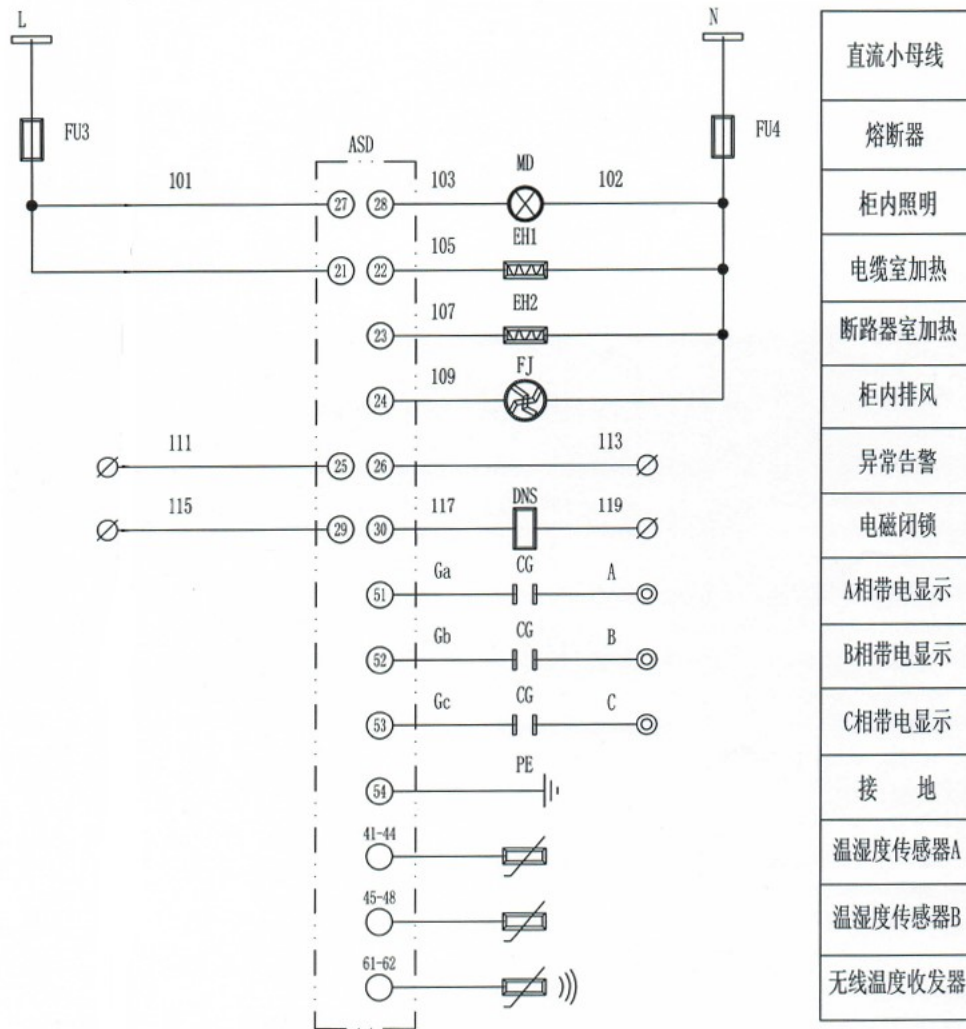 L
N
直流小母线
FU3
FU4
熔断器
ASD
101
27
28
103
MD
102
柜内照明
21
22
105
EH1
电缆室加热
23
107
EH2
断路器室加热
24
109
FJ
柜内排风
111
25
26
113
异常告警
115
29
30
117
DNS
119
电磁闭锁
51
Ga
CG
A
A相带电显示
52
Gb
CG
B
B相带电显示
53
Gc
CG
C
C相带电显示
54
PE
接 地
41-44
温湿度传感器A
45-48
温湿度传感器B
61-62
无线温度收发器